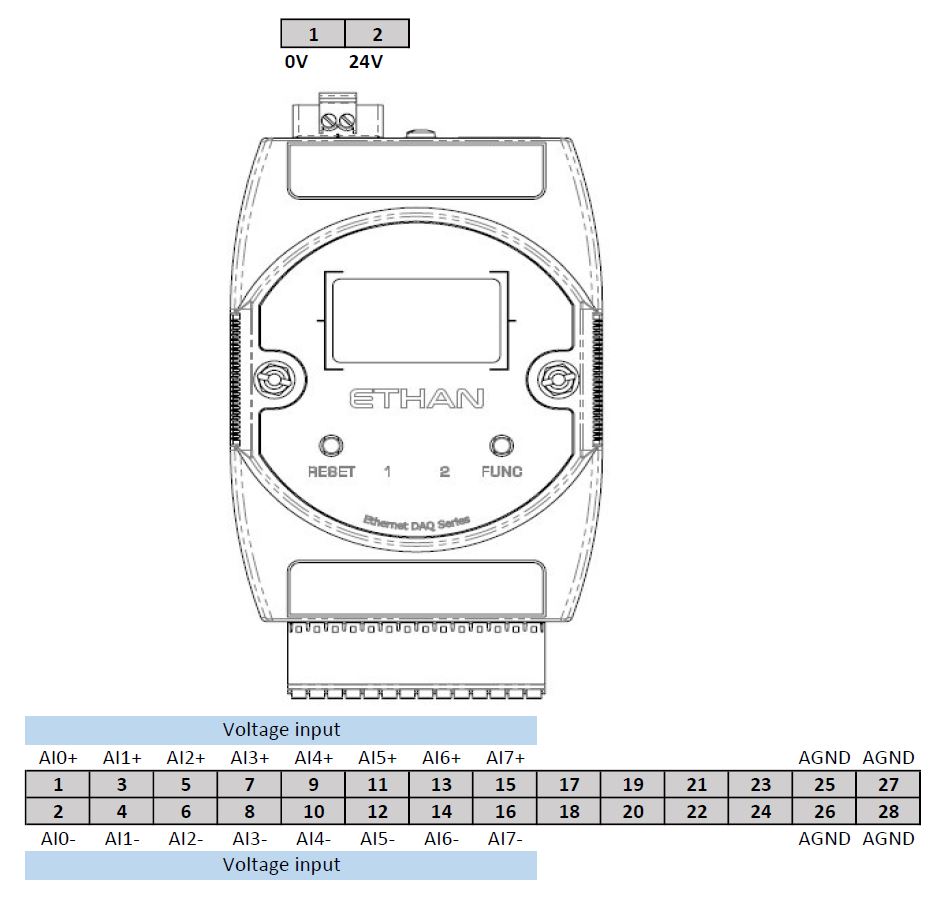 1 2
0V 24V
ETHAN
RESET 1 2 FUNC
Ethernet DAQ Series
Voltage input
AI0+ AI1+ AI2+ AI3+ AI4+ AI5+ AI6+ AI7+ AGND AGND
1 3 5 7 9 11 13 15 17 19 21 23 25 27
2 4 6 8 10 12 14 16 18 20 22 24 26 28
AI0- AI1- AI2- AI3- AI4- AI5- AI6- AI7- AGND AGND
Voltage input